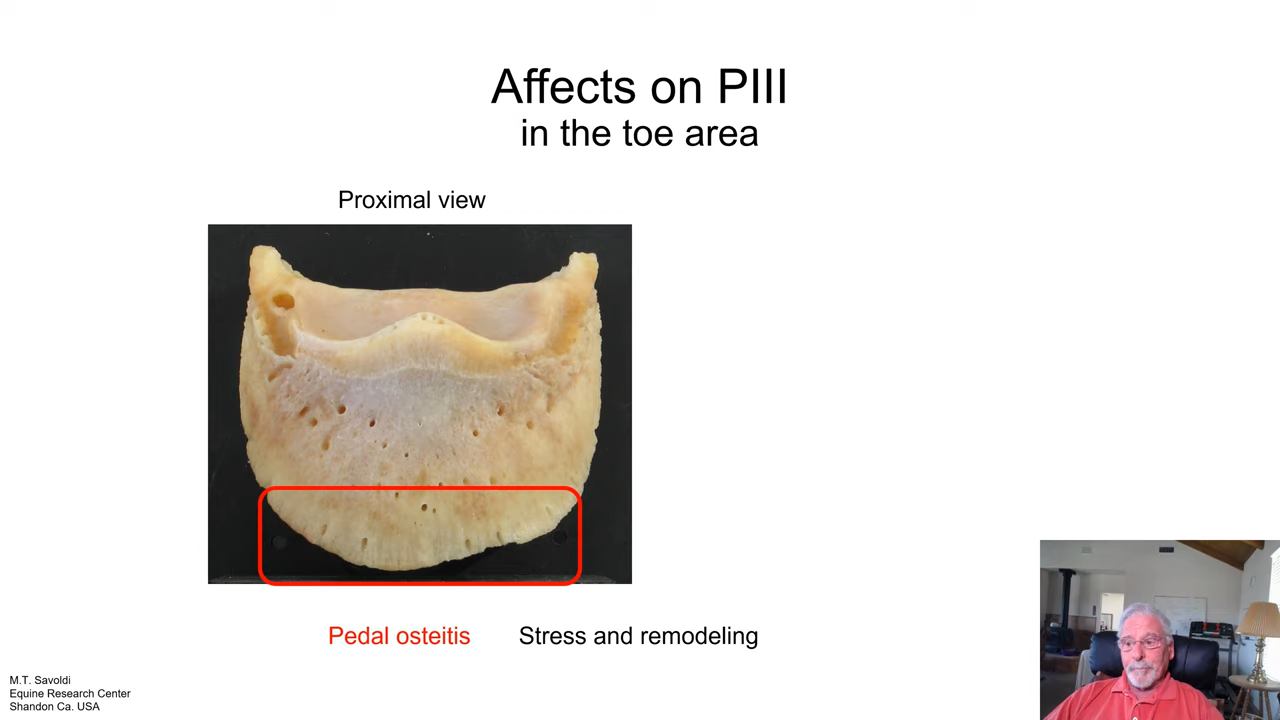 Affects on PIII
in the toe area
Proximal view
Pedal osteitis Stress and remodeling
M.T. Savoldi
Equine Research Center
Shandon Ca. USA